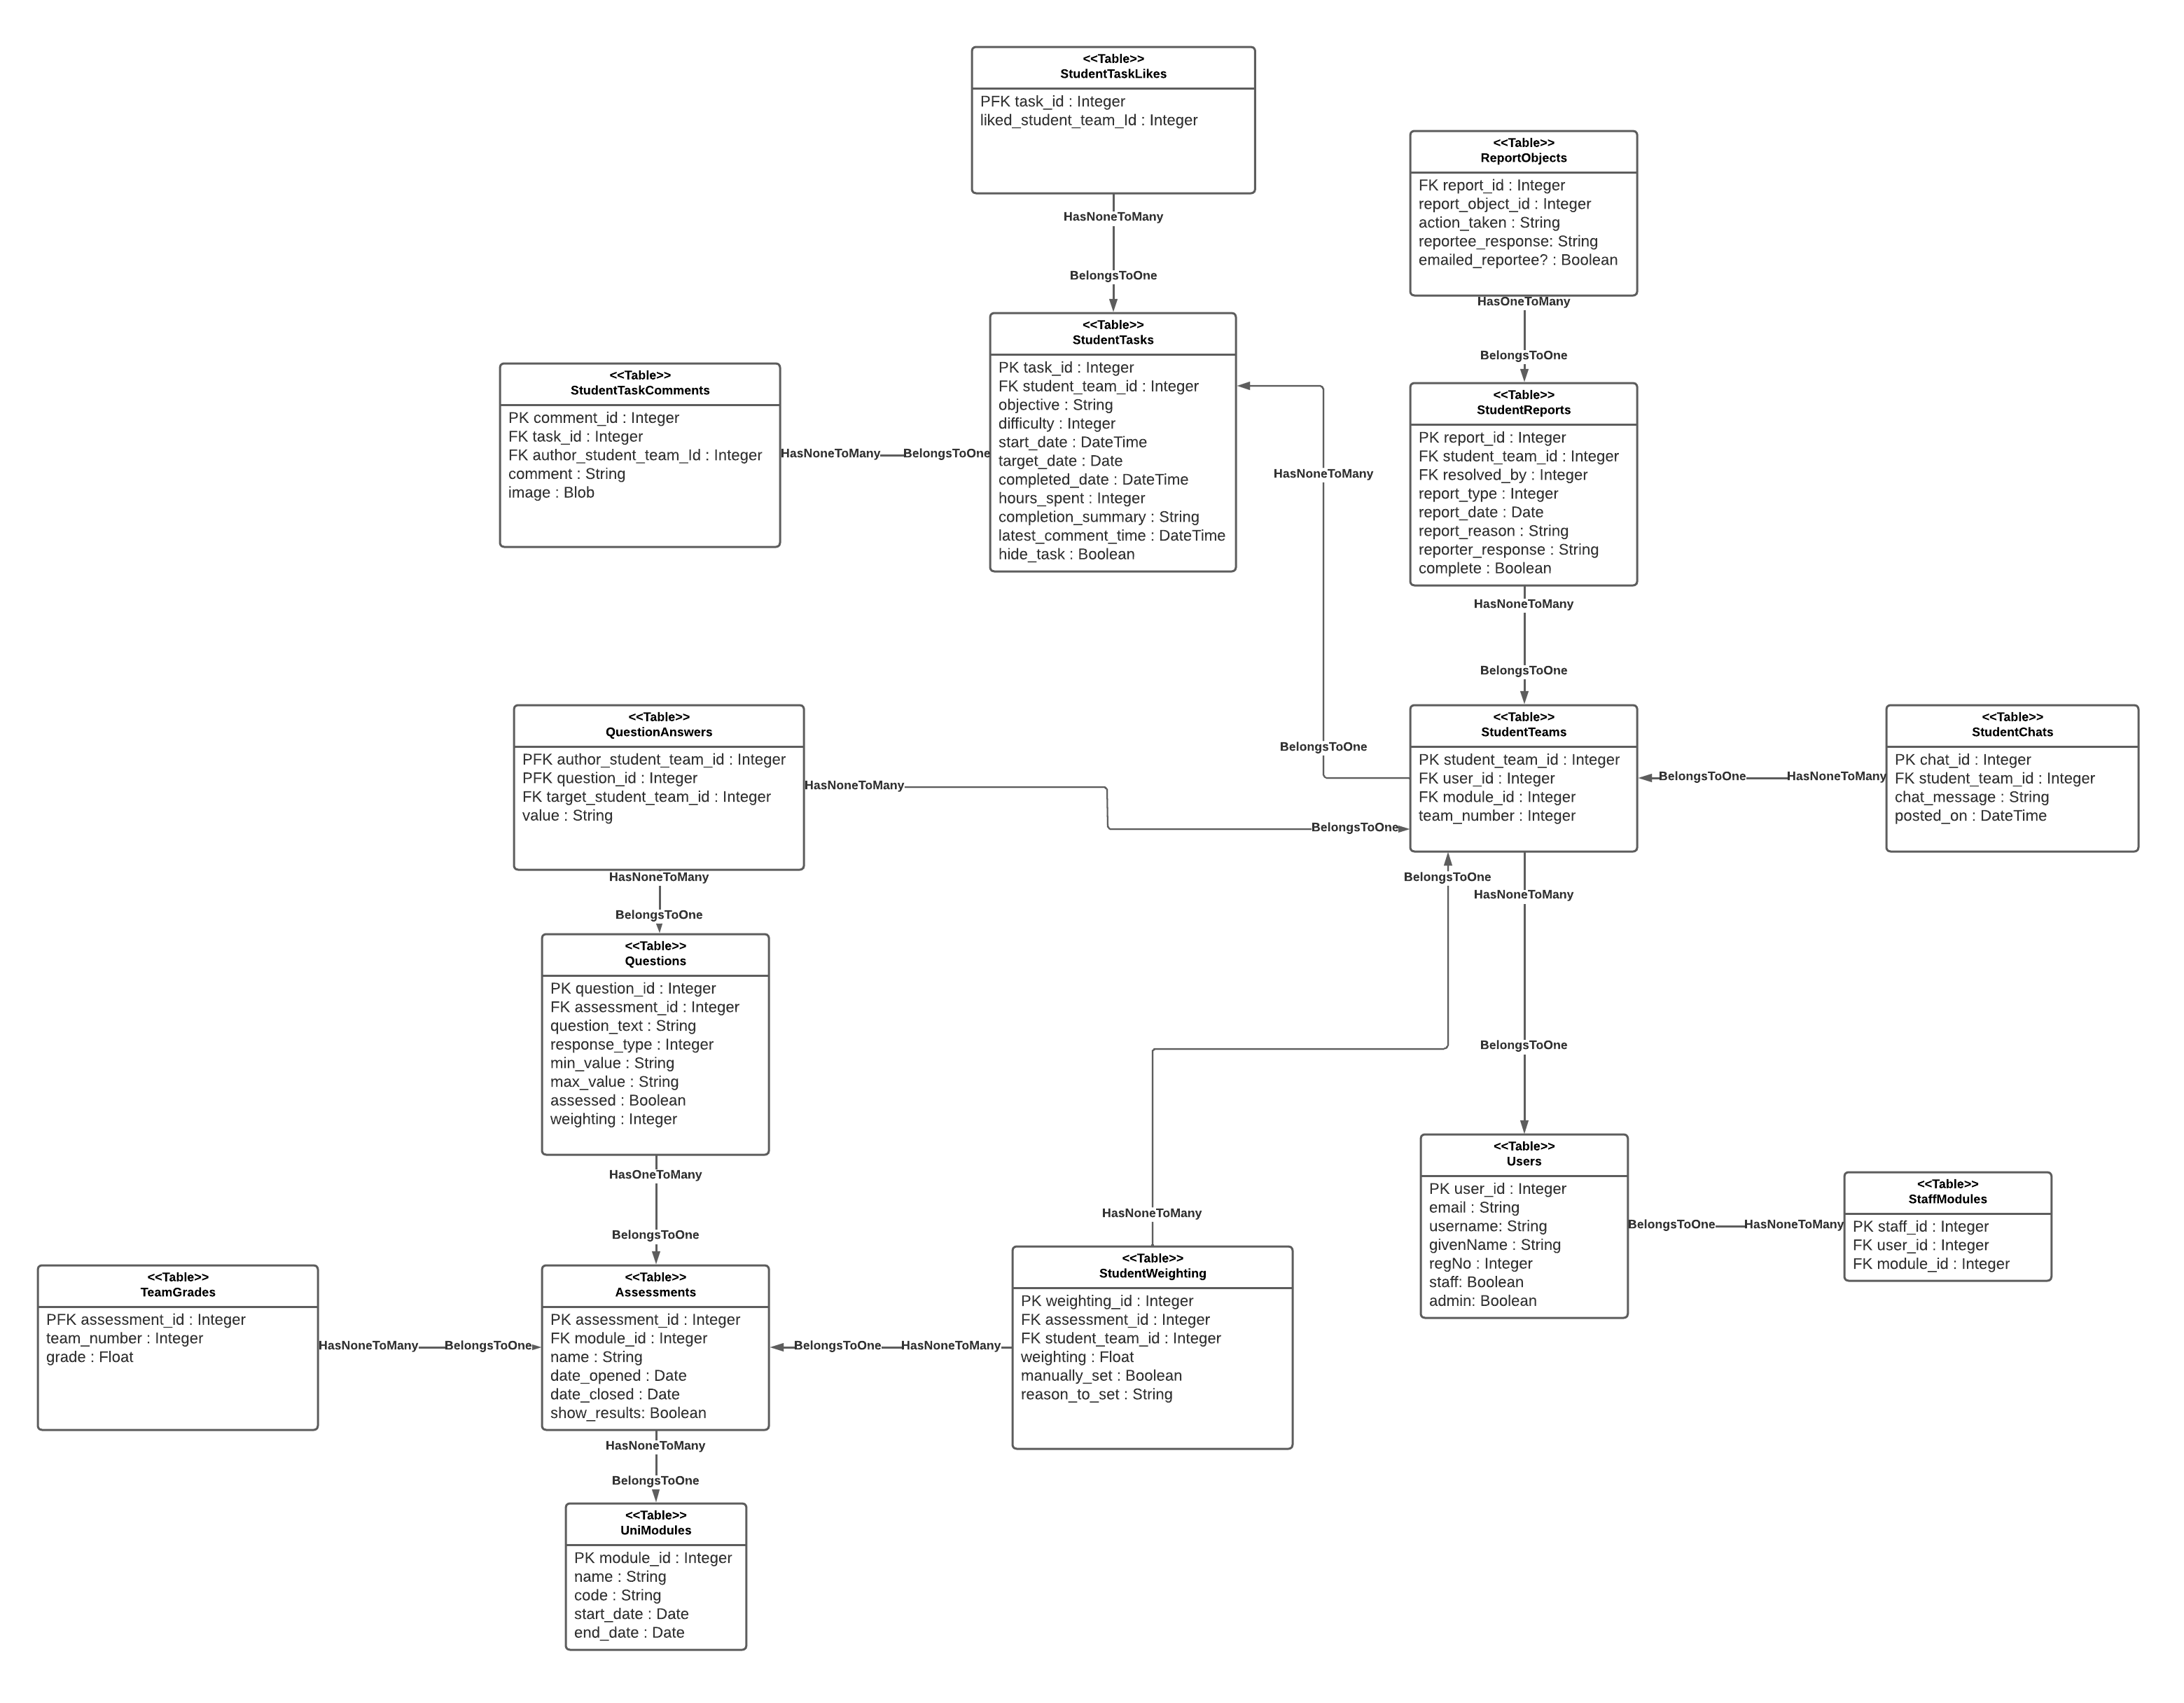 <<Table>>
StudentTaskLikes
PFK task_id : Integer
liked_student_team_Id : Integer
HasNoneToMany
BelongsToOne
<<Table>>
ReportObjects
FK report_id : Integer
report_object_id : Integer
action_taken : String
reportee_response: String
emailed_reportee? : Boolean
HasOneToMany
BelongsToOne
<<Table>>
StudentTasks
PK task_id : Integer
FK student_team_id : Integer
objective : String
difficulty : Integer
start_date : DateTime
target_date : Date
completed_date : DateTime
hours_spent : Integer
completion_summary : String
latest_comment_time : DateTime
hide_task : Boolean
<<Table>>
StudentTaskComments
PK comment_id : Integer
FK task_id : Integer
FK author_student_team_Id : Integer
comment : String
image : Blob
HasNoneToMany
BelongsToOne
HasNoneToMany
BelongsToOne
<<Table>>
StudentReports
PK report_id : Integer
FK student_team_id : Integer
FK resolved_by : Integer
report_type : Integer
report_date : Date
report_reason : String
reporter_response : String
complete : Boolean
HasNoneToMany
BelongsToOne
<<Table>>
QuestionAnswers
PFK author_student_team_id : Integer
PFK question_id : Integer
FK target_student_team_id : Integer
value : String
HasNoneToMany
BelongsToOne
<<Table>>
StudentTeams
PK student_team_id : Integer
FK user_id : Integer
FK module_id : Integer
team_number : Integer
BelongsToOne
HasNoneToMany
<<Table>>
StudentChats
PK chat_id : Integer
FK student_team_id : Integer
chat_message : String
posted_on : DateTime
HasNoneToMany
BelongsToOne
BelongsToOne
HasNoneToMany
<<Table>>
Questions
PK question_id : Integer
FK assessment_id : Integer
question_text : String
response_type : Integer
min_value : String
max_value : String
assessed : Boolean
weighting : Integer
HasOneToMany
BelongsToOne
HasNoneToMany
BelongsToOne
<<Table>>
Users
PK user_id : Integer
email : String
username: String
givenName : String
regNo : Integer
staff: Boolean
admin: Boolean
BelongsToOne
HasNoneToMany
<<Table>>
StaffModules
PK staff_id : Integer
FK user_id : Integer
FK module_id : Integer
<<Table>>
TeamGrades
PFK assessment_id : Integer
team_number : Integer
grade : Float
HasNoneToMany
BelongsToOne
<<Table>>
Assessments
PK assessment_id : Integer
FK module_id : Integer
name : String
date_opened : Date
date_closed : Date
show_results: Boolean
BelongsToOne
HasNoneToMany
<<Table>>
StudentWeighting
PK weighting_id : Integer
FK assessment_id : Integer
FK student_team_id : Integer
weighting : Float
manually_set : Boolean
reason_to_set : String
HasNoneToMany
BelongsToOne
<<Table>>
UniModules
PK module_id : Integer
name : String
code : String
start_date : Date
end_date : Date